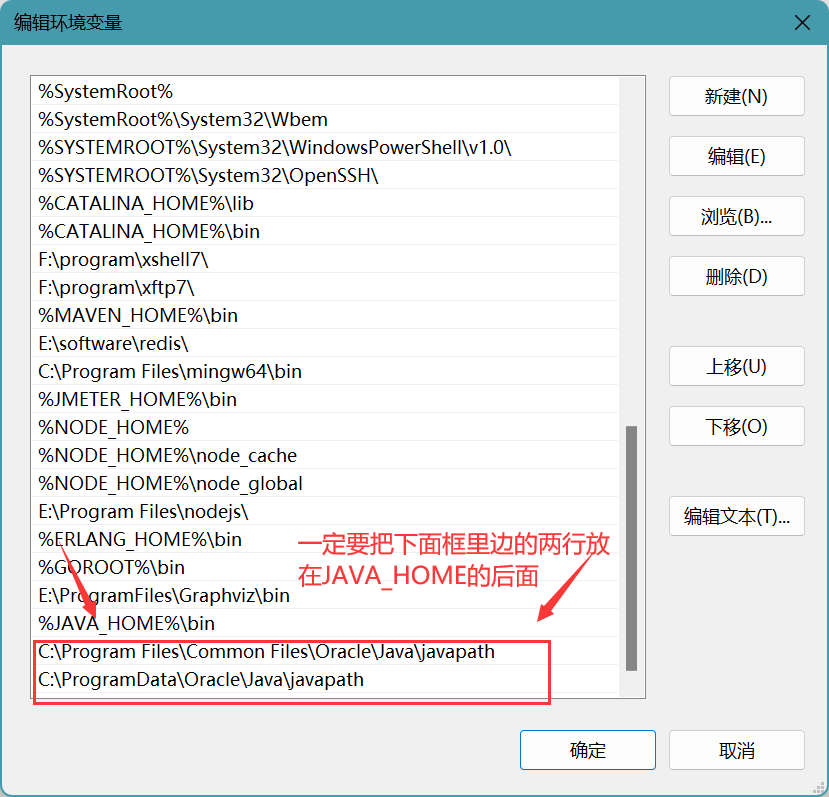 编辑环境变量
%SystemRoot%
%SystemRoot%\System32\Wbem
%SYSTEMROOT%\System32\WindowsPowerShell\v1.0\
%SYSTEMROOT%\System32\OpenSSH\
%CATALINA_HOME%\lib
%CATALINA_HOME%\bin
F:\program\xshell7\
F:\program\xftp7\
%MAVEN_HOME%\bin
E:\software\redis\
C:\Program Files\mingw64\bin
%JMETER_HOME%\bin
%NODE_HOME%
%NODE_HOME%\node_cache
%NODE_HOME%\node_global
E:\Program Files\nodejs\
%ERLANG_HOME%\bin
%GOROOT%\bin
E:\ProgramFiles\Graphviz\bin
%JAVA_HOME%\bin
C:\Program Files\Common Files\Oracle\Java\javapath
C:\ProgramData\Oracle\Java\javapath
一定要把下面框里边的两行放
在JAVA_HOME的后面
新建(N)
编辑(E)
浏览(B)...
删除(D)
上移(U)
下移(O)
编辑文本(T)...
确定
取消